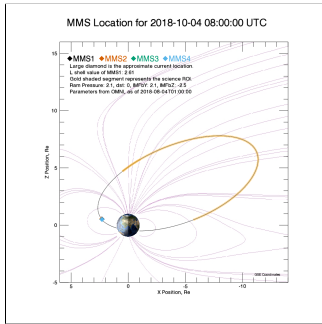 MMS Location for 2018-10-04 08:00:00 UTC
15
◆MMS1 ◆MMS2 ◆MMS3 ◆MMS4
Large diamond is the approximate current location.
L shell value of MMS1: 2.61
Gold shaded segment represents the science ROI.
Ram Pressure: 2.1, dst: 0, IMFbY: 2.1, IMFbZ: -2.5
Parameters from OMNI, as of 2018-08-04T01:00:00
10
Z Position, Re
5
0
-5
5 0 -5 -10
X Position, Re